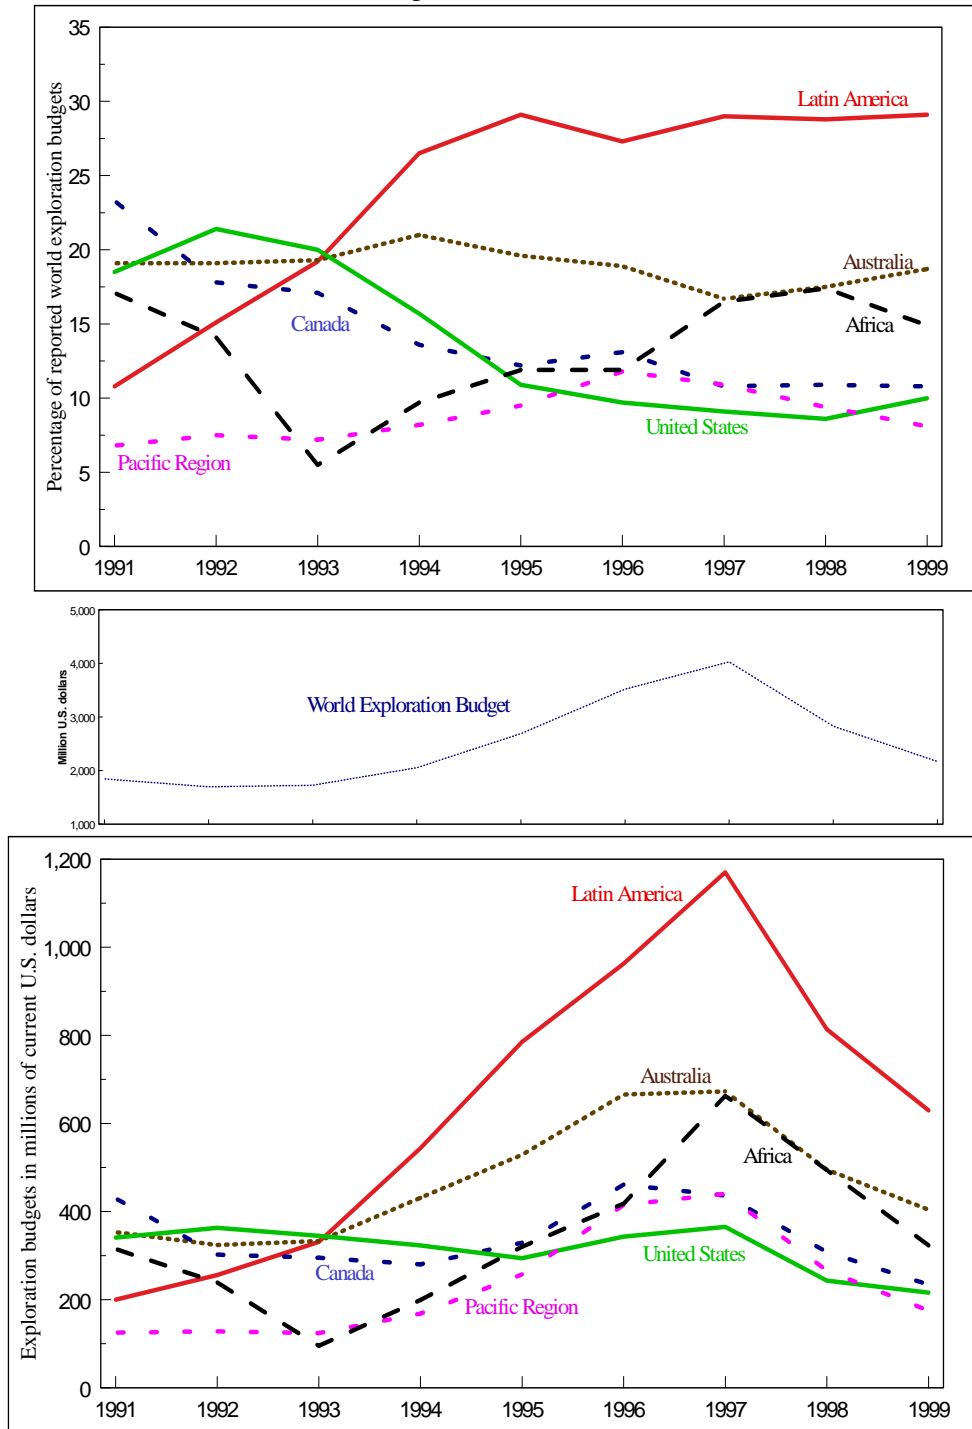 Percentage of reported world exploration budgets
35
30
25
20
15
10
5
0
Latin America
Australia
Africa
Canada
United States
Pacific Region
1991 1992 1993 1994 1995 1996 1997 1998 1999
Million U.S. dollars
5,000
4,000
3,000
2,000
1,000
World Exploration Budget
Exploration budgets in millions of current U.S. dollars
1,200
1,000
800
600
400
200
0
Latin America
Australia
Africa
United States
Canada
Pacific Region
1991 1992 1993 1994 1995 1996 1997 1998 1999